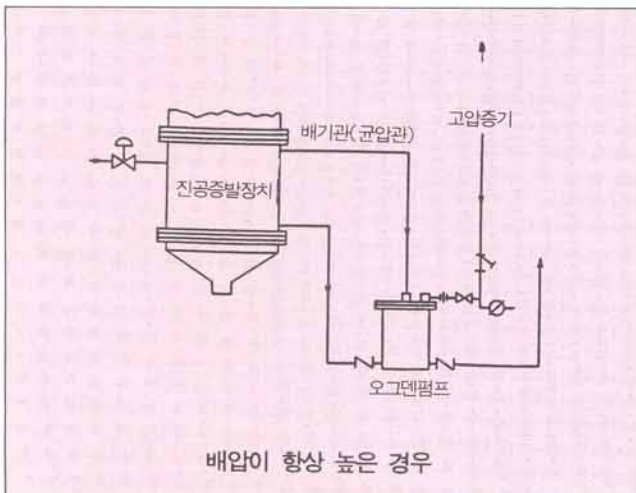 배기관(균압관)
고압증기
진공증발장치
오그덴펌프
배압이 항상 높은 경우